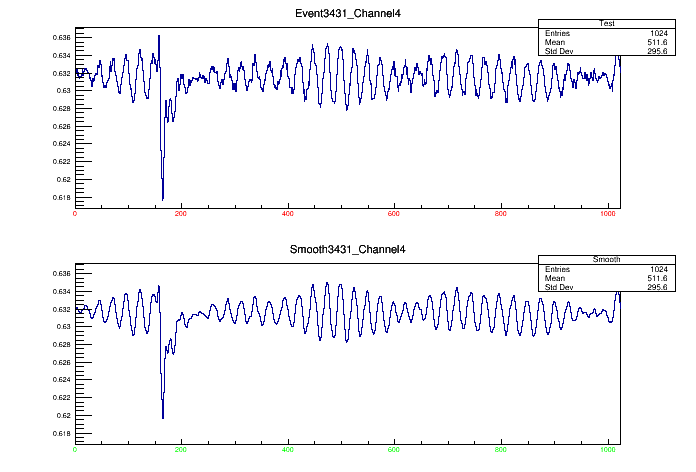 Event3431_Channel4
Test
Entries 1024
Mean 511.6
Std Dev 295.6
0.636
0.634
0.632
0.63
0.628
0.626
0.624
0.622
0.62
0.618
0 200 400 600 800 1000
Smooth3431_Channel4
Smooth
Entries 1024
Mean 511.6
Std Dev 295.6
0.636
0.634
0.632
0.63
0.628
0.626
0.624
0.622
0.62
0.618
0 200 400 600 800 1000